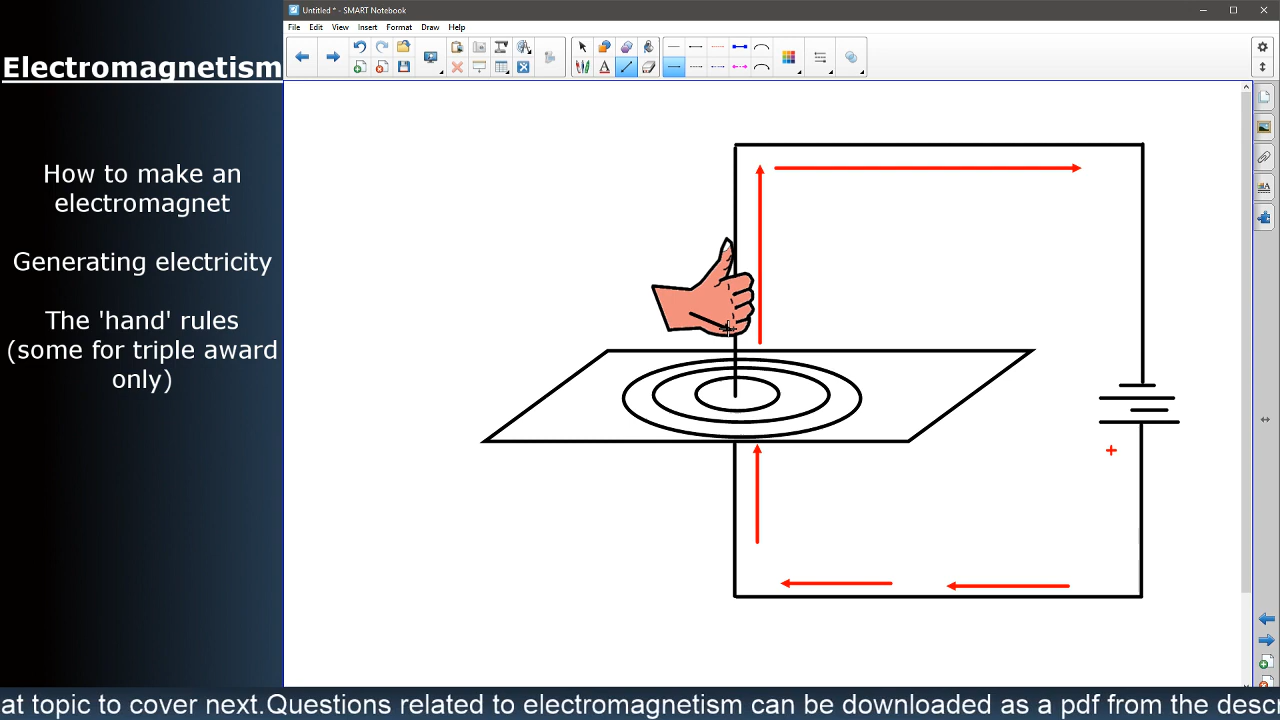 Untitled * - SMART Notebook
File Edit View Insert Format Draw Help
Electromagnetism
How to make an
electromagnet
Generating electricity
The 'hand' rules
(some for triple award
only)
+
at topic to cover next.Questions related to electromagnetism can be downloaded as a pdf from the desc